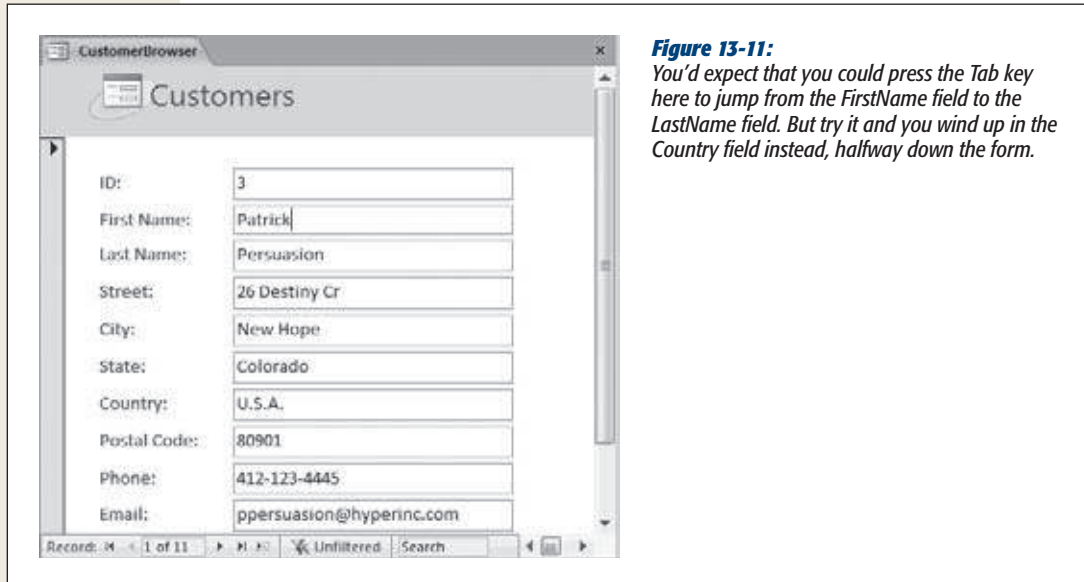 CustomerBrowser
Customers
ID: 3
First Name: Patrick
Last Name: Persuasion
Street: 26 Destiny Cr
City: New Hope
State: Colorado
Country: U.S.A.
Postal Code: 80901
Phone: 412-123-4445
Email: ppersuasion@hyperinc.com
Record: 1 of 11 Unfiltered Search
Figure 13-11:
You'd expect that you could press the Tab key
here to jump from the FirstName field to the
LastName field. But try it and you wind up in the
Country field instead, halfway down the form.